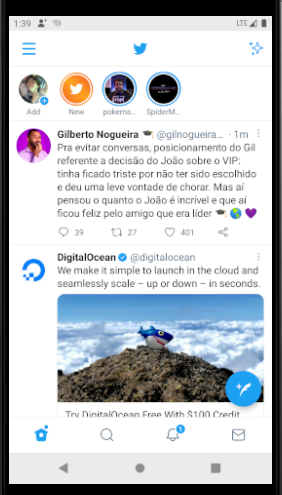 1:39 LTE
Add New pokema... SpiderM...
Gilberto Nogueira 🎓 @gilnogueira... · 1m
Pra evitar conversas, posicionamento do Gil
referente a decisão do João sobre o VIP:
tinha ficado triste por não ter sido escolhido
e deu uma leve vontade de chorar. Mas aí
pensou o quanto o João é incrível e que aí
ficou feliz pelo amigo que era líder 🎓 🌎 💜
39 27 401
DigitalOcean @digitalocean
We make it simple to launch in the cloud and
seamlessly scale – up or down – in seconds.
Try DigitalOcean Free With $100 Credit
1